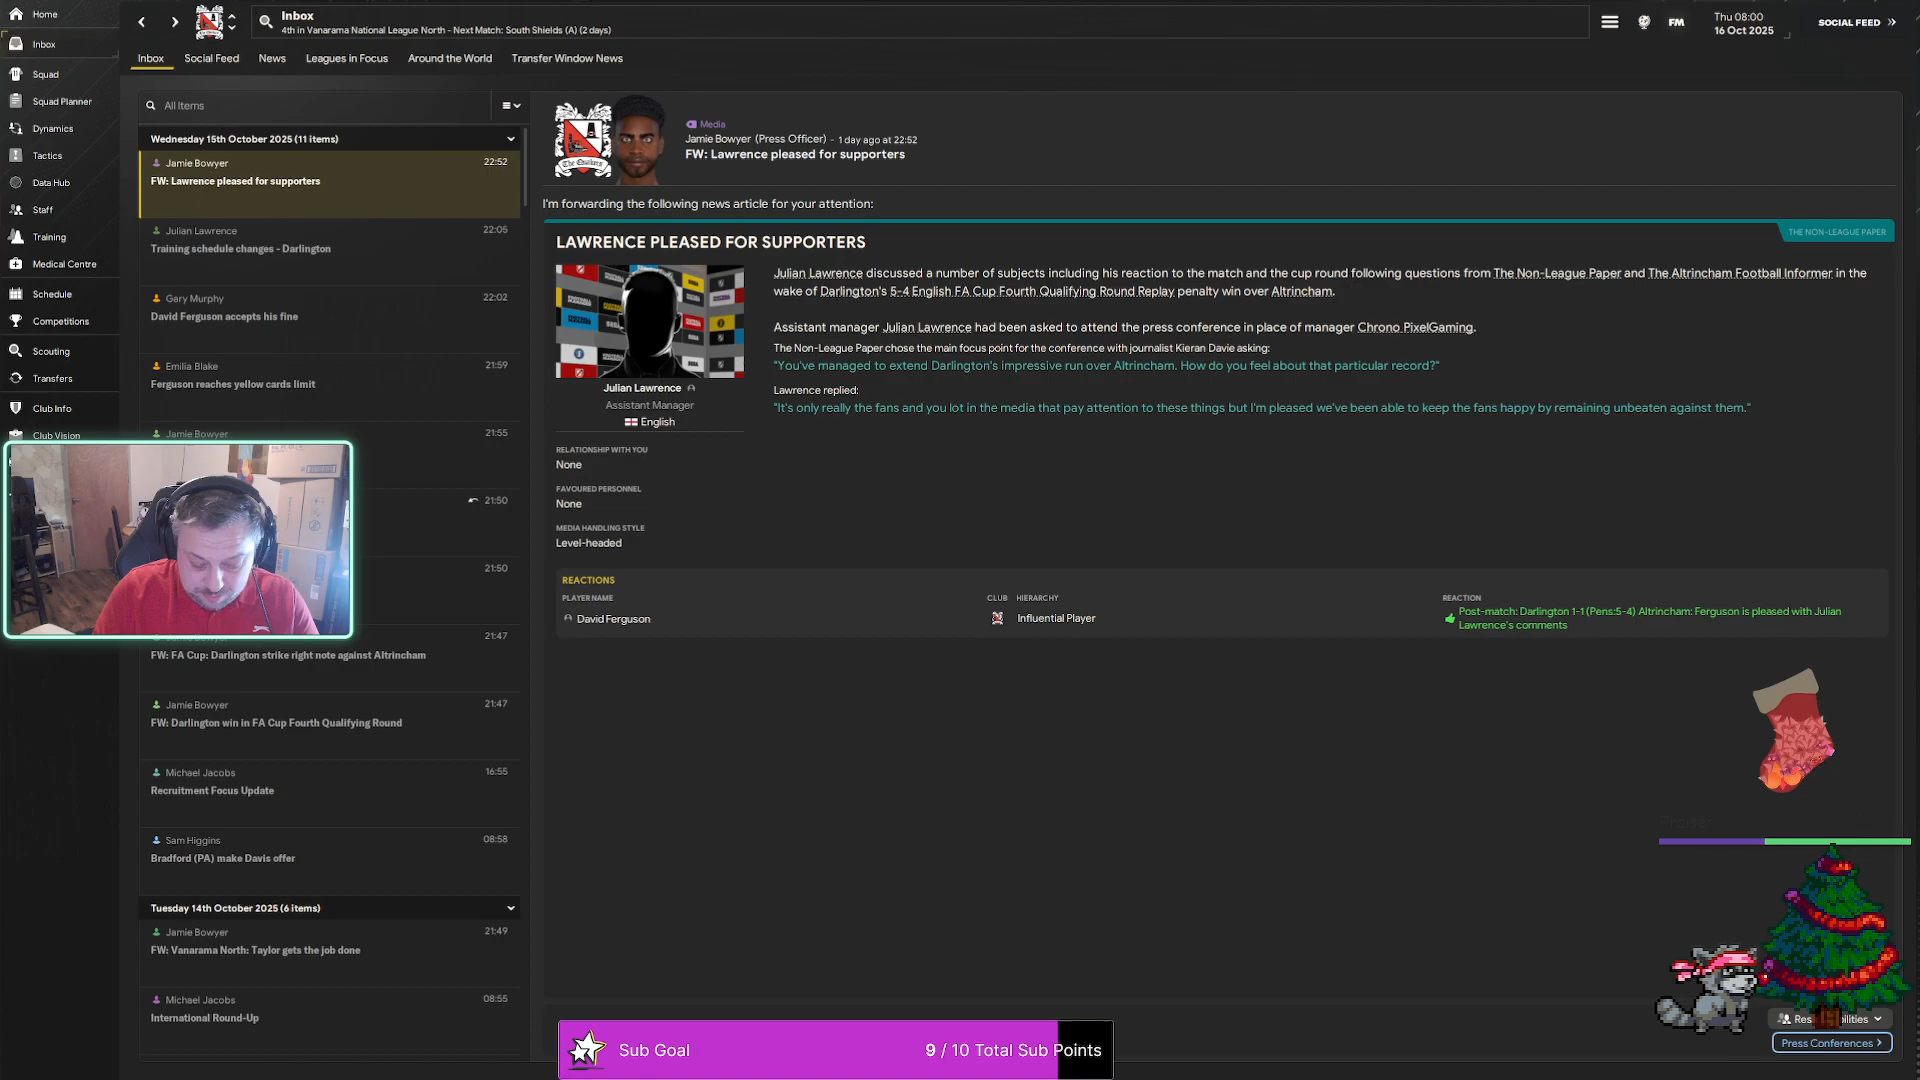 Home
Inbox
Squad
Squad Planner
Dynamics
Tactics
Data Hub
Staff
Training
Medical Centre
Schedule
Competitions
Scouting
Transfers
Club Info
Club Vision
Inbox
4th in Vanarama National League North - Next Match: South Shields (A) (2 days)
FM
Thu 08:00
16 Oct 2025
SOCIAL FEED
Inbox Social Feed News Leagues in Focus Around the World Transfer Window News
All Items
Wednesday 15th October 2025 (11 items)
Jamie Bowyer 22:52
FW: Lawrence pleased for supporters
Julian Lawrence 22:05
Training schedule changes - Darlington
Gary Murphy 22:02
David Ferguson accepts his fine
Emilia Blake 21:59
Ferguson reaches yellow cards limit
Jamie Bowyer 21:55
21:50
21:50
21:47
FW: FA Cup: Darlington strike right note against Altrincham
Jamie Bowyer 21:47
FW: Darlington win in FA Cup Fourth Qualifying Round
Michael Jacobs 16:55
Recruitment Focus Update
Sam Higgins 08:58
Bradford (PA) make Davis offer
Tuesday 14th October 2025 (6 items)
Jamie Bowyer 21:49
FW: Vanarama North: Taylor gets the job done
Michael Jacobs 08:55
International Round-Up
The Quakers
Media
Jamie Bowyer (Press Officer) - 1 day ago at 22:52
FW: Lawrence pleased for supporters
I'm forwarding the following news article for your attention:
THE NON-LEAGUE PAPER
LAWRENCE PLEASED FOR SUPPORTERS
Julian Lawrence discussed a number of subjects including his reaction to the match and the cup round following questions from The Non-League Paper and The Altrincham Football Informer in the
wake of Darlington's 5-4 English FA Cup Fourth Qualifying Round Replay penalty win over Altrincham.
Assistant manager Julian Lawrence had been asked to attend the press conference in place of manager Chrono PixelGaming.
The Non-League Paper chose the main focus point for the conference with journalist Kieran Davie asking:
"You've managed to extend Darlington's impressive run over Altrincham. How do you feel about that particular record?"
Lawrence replied:
"It's only really the fans and you lot in the media that pay attention to these things but I'm pleased we've been able to keep the fans happy by remaining unbeaten against them."
Julian Lawrence
Assistant Manager
English
RELATIONSHIP WITH YOU
None
FAVOURED PERSONNEL
None
MEDIA HANDLING STYLE
Level-headed
REACTIONS
PLAYER NAME CLUB HIERARCHY REACTION
David Ferguson Influential Player Post-match: Darlington 1-1 (Pens:5-4) Altrincham: Ferguson is pleased with Julian
Lawrence's comments
Press Conferences
Sub Goal 9 / 10 Total Sub Points